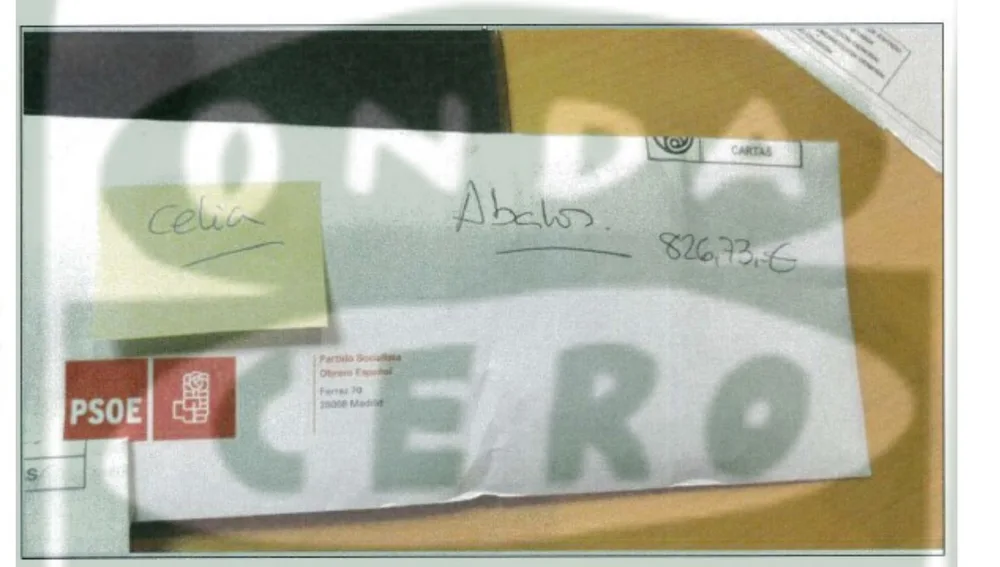 ONDA
CERO
CARTAS
Celia
Abalos.
826,73,-€
PSOE
Partido Socialista
Obrero Español
Ferraz 70
28008 Madrid
S